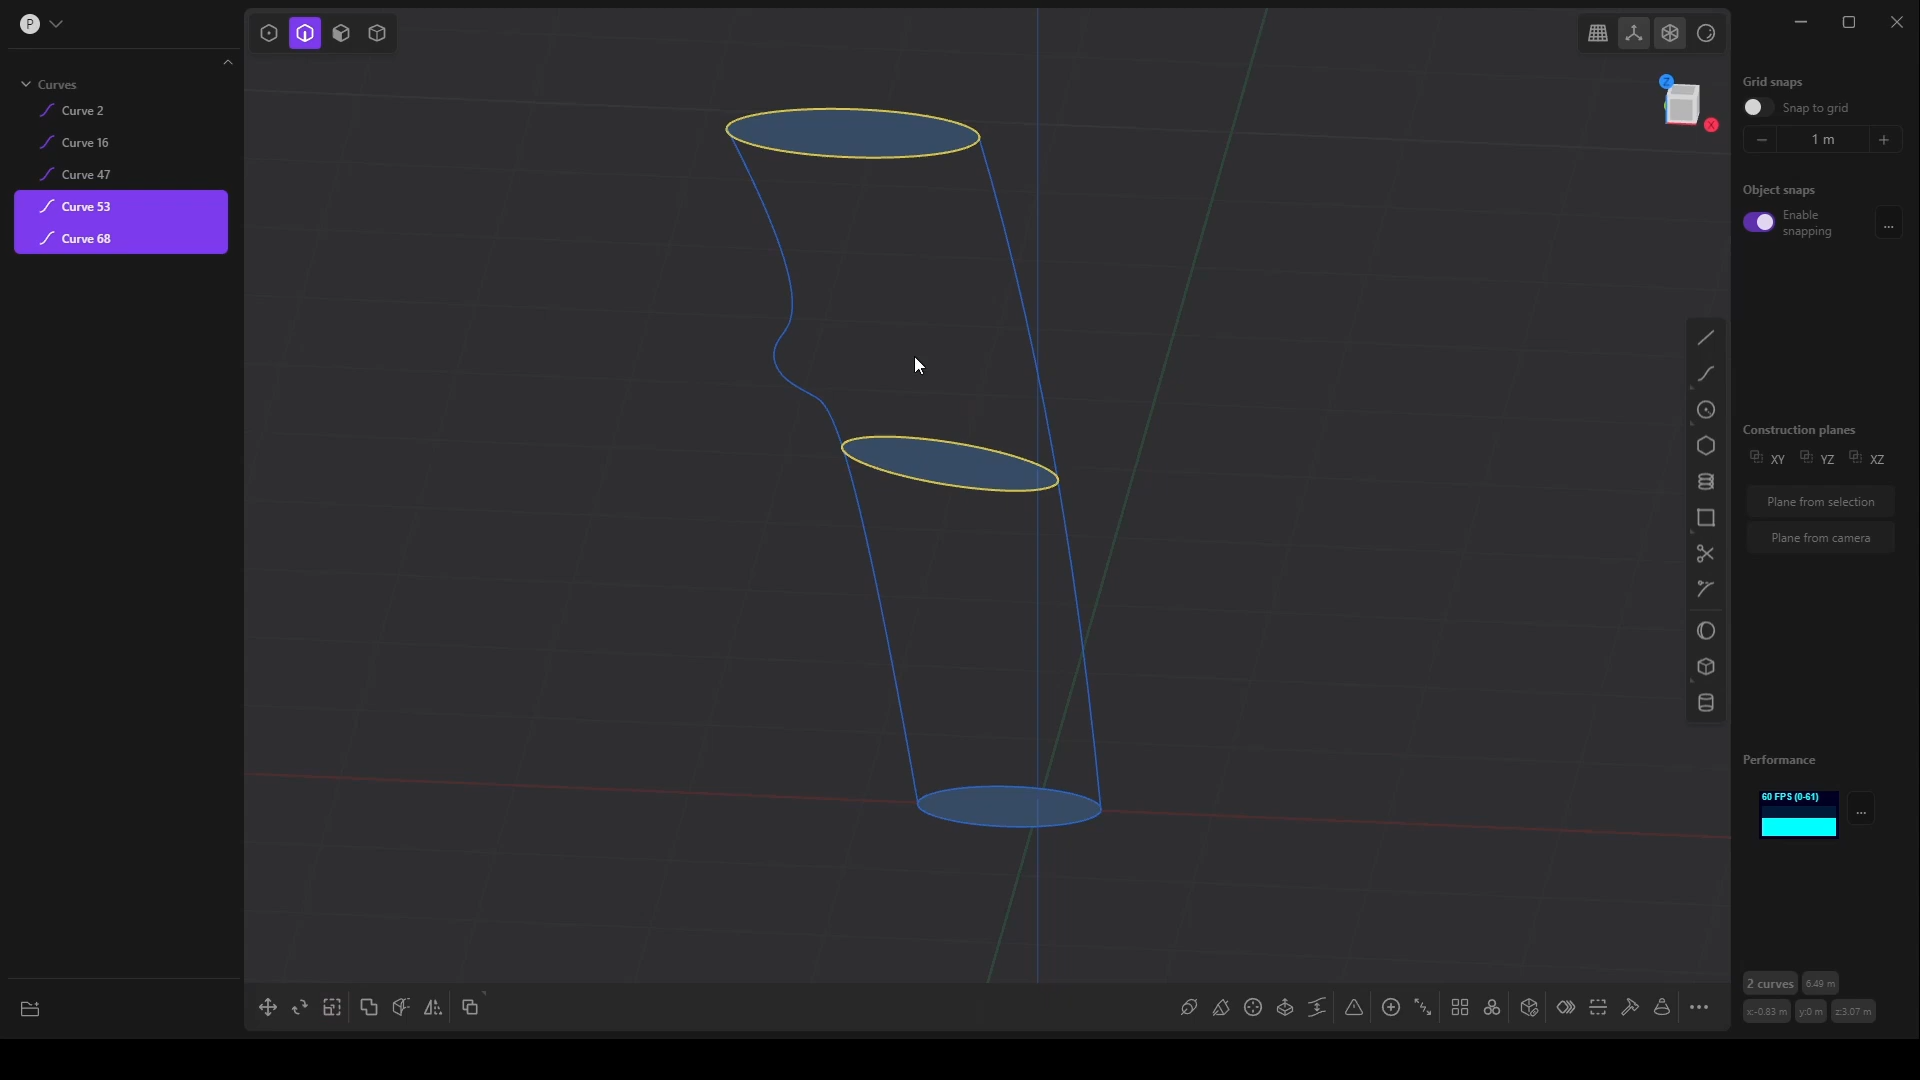 P
Curves
Curve 2
Curve 16
Curve 47
Curve 53
Curve 68
Z
X
Grid snaps
Snap to grid
1 m
Object snaps
Enable
snapping
...
Construction planes
XY YZ XZ
Plane from selection
Plane from camera
Performance
60 FPS (0-61)
...
2 curves 6.49 m
x:-0.83 m y:0 m z:3.07 m